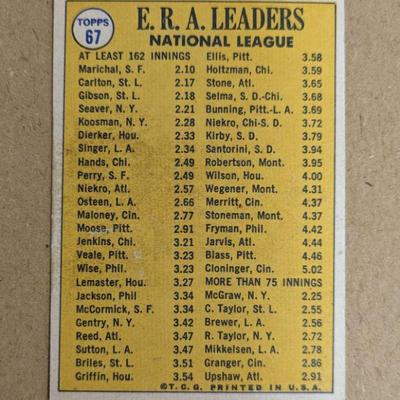 TOPPS
67
E. R. A. LEADERS
NATIONAL LEAGUE
AT LEAST 162 INNINGS
Marichal, S. F. 2.10
Carlton, St. L. 2.17
Gibson, St. L. 2.18
Seaver, N. Y. 2.21
Koosman, N. Y. 2.28
Dierker, Hou. 2.33
Singer, L. A. 2.34
Hands, Chi. 2.49
Perry, S. F. 2.49
Niekro, Atl. 2.57
Osteen, L. A. 2.66
Maloney, Cin. 2.77
Moose, Pitt. 2.91
Jenkins, Chi. 3.21
Veale, Pitt. 3.23
Wise, Phil. 3.23
Lemaster, Hou. 3.27
Jackson, Phil 3.34
McCormick, S. F. 3.34
Gentry, N. Y. 3.42
Reed, Atl. 3.47
Sutton, L. A. 3.47
Briles, St. L. 3.51
Griffin, Hou. 3.54
Ellis, Pitt. 3.58
Holtzman, Chi. 3.59
Stone, Atl. 3.65
Selma, S. D.-Chi. 3.68
Bunning, Pitt.-L. A. 3.69
Niekro, Chi-S. D. 3.72
Kirby, S. D. 3.79
Santorini, S. D. 3.94
Robertson, Mont. 3.95
Wilson, Hou. 4.00
Wegener, Mont. 4.31
Merritt, Cin. 4.37
Stoneman, Mont. 4.37
Fryman, Phil. 4.42
Jarvis, Atl. 4.44
Blass, Pitt. 4.46
Cloninger, Cin. 5.02
MORE THAN 75 INNINGS
McGraw, N. Y. 2.25
C. Taylor, St. L. 2.55
Brewer, L. A. 2.56
R. Taylor, N. Y. 2.72
Mikkelsen, L. A. 2.78
Granger, Cin. 2.86
Upshaw, Atl. 2.91
© T. C. G. PRINTED IN U. S. A.